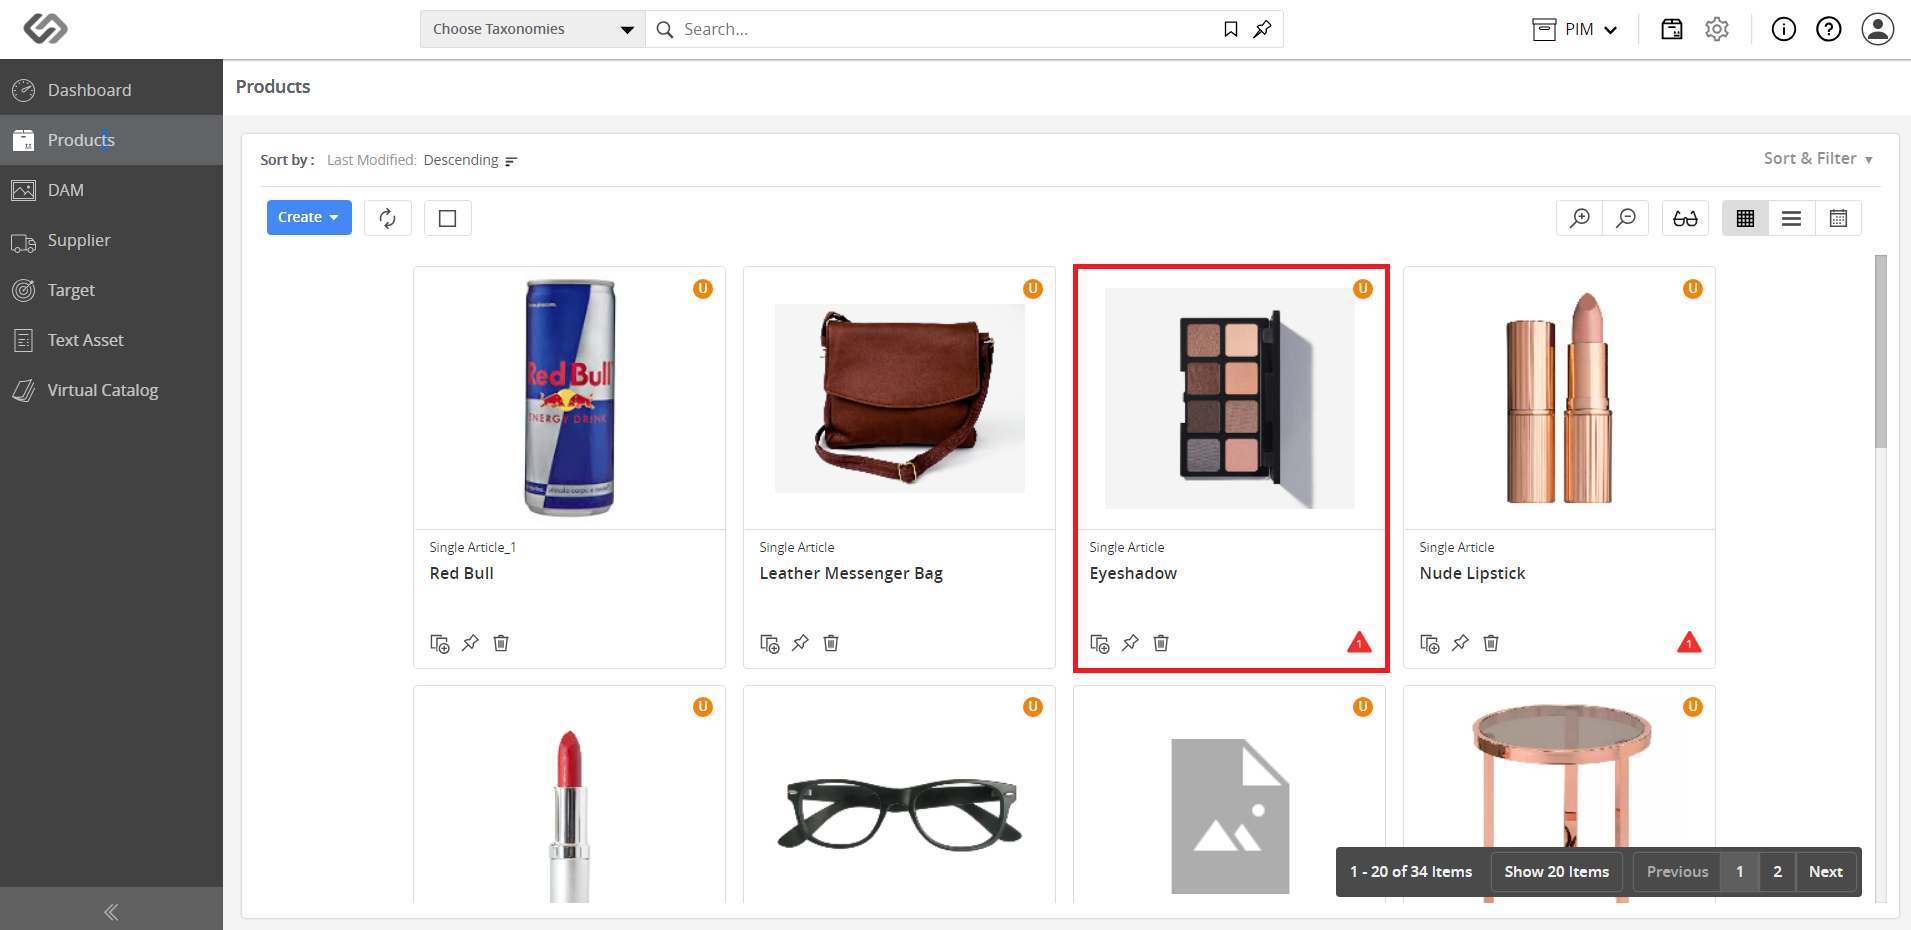 Choose Taxonomies
Search...
PIM
Dashboard
Products
DAM
Supplier
Target
Text Asset
Virtual Catalog
Products
Sort by : Last Modified: Descending
Sort & Filter
Create
U
U
U
U
Red Bull
ENERGY DRINK
Single Article_1
Red Bull
Single Article
Leather Messenger Bag
Single Article
Eyeshadow
1
Single Article
Nude Lipstick
1
U
U
U
U
1 - 20 of 34 Items
Show 20 Items
Previous
1
2
Next